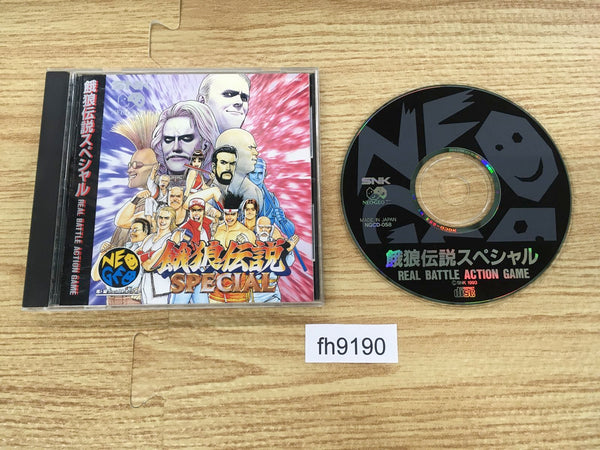 餓狼伝説スペシャル REAL BATTLE ACTION GAME
NEO GEO
餓狼伝説
SPECIAL
NEO
GEO
SNK
NEO•GEO
MADE IN JAPAN
NGCD-058
餓狼伝説スペシャル
REAL BATTLE ACTION GAME
© SNK 1993
fh9190